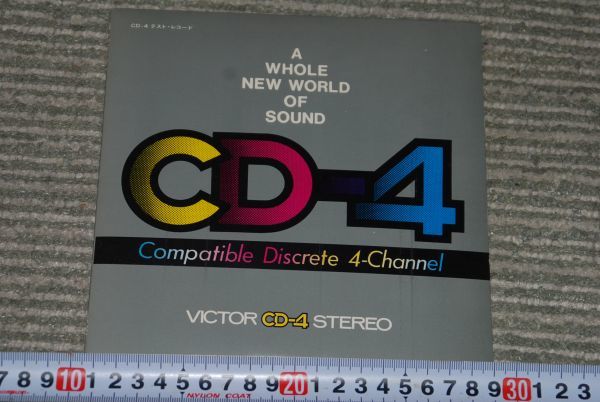 CD-4 テスト・レコード
A
WHOLE
NEW WORLD
OF
SOUND
CD-4
Compatible Discrete 4-Channel
VICTOR CD-4 STEREO
7 8 9 10 1 2 3 4 5 6 7 8 9 20 1 2 3 4 5 6 7 8 9 30 1 2 3
NYLON COAT